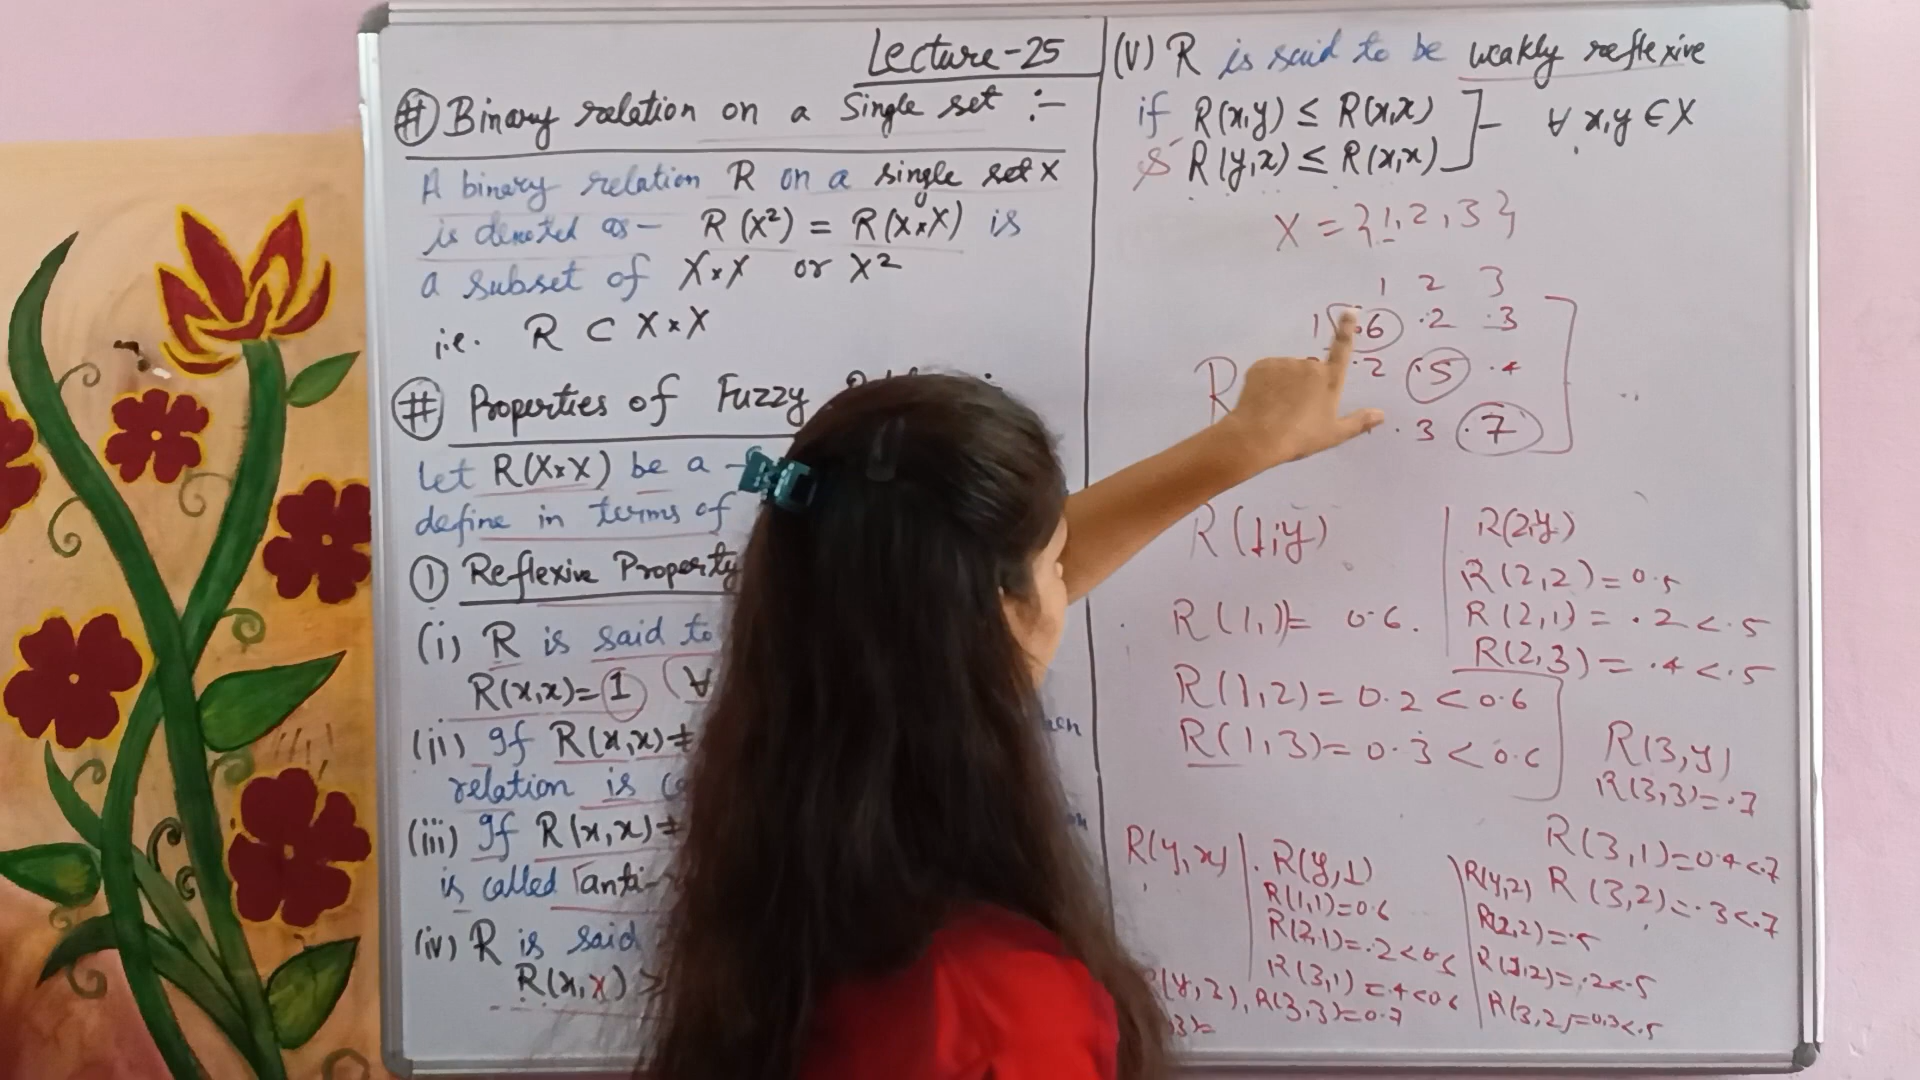 Lecture-25
# Binary relation on a single set :-
A binary relation R on a single set X
is denoted as - R(X²) = R(X×X) is
a subset of X×X or X²
i.e. R ⊂ X×X
# Properties of Fuzzy
let R(X×X) be a
define in terms of
① Reflexive Property
(i) R is said to
R(x,x)=1 (∀
(ii) If R(x,x)≠
relation is
(iii) If R(x,x)≠
is called anti-
(iv) R is said
R(x,x) ≥
(V) R is said to be weakly reflexive
if R(x,y) ≤ R(x,x)
& R(y,x) ≤ R(x,x) ] - ∀ x,y ∈ X
X = {1,2,3}
1 2 3
1 .6 .2 .3
R .2 .5 .4
.3 .7
R(1,y)
R(1,1)= 0.6.
R(1,2)= 0.2 < 0.6
R(1,3)= 0.3 < 0.6
R(2,y)
R(2,2)= 0.5
R(2,1)= .2 < .5
R(2,3)= .4 < .5
R(3,y)
R(3,3)=.7
R(3,1)=0.4<.7
R(3,2)=.3<.7
R(y,x)
R(y,1)
R(1,1)=0.6
R(2,1)=.2<0.6
R(3,1)=.4<0.6
R(y,2)
R(2,2)=.5
R(1,2)=.2<.5
R(3,2)=0.3<.5
R(3,3)=0.7
3)=